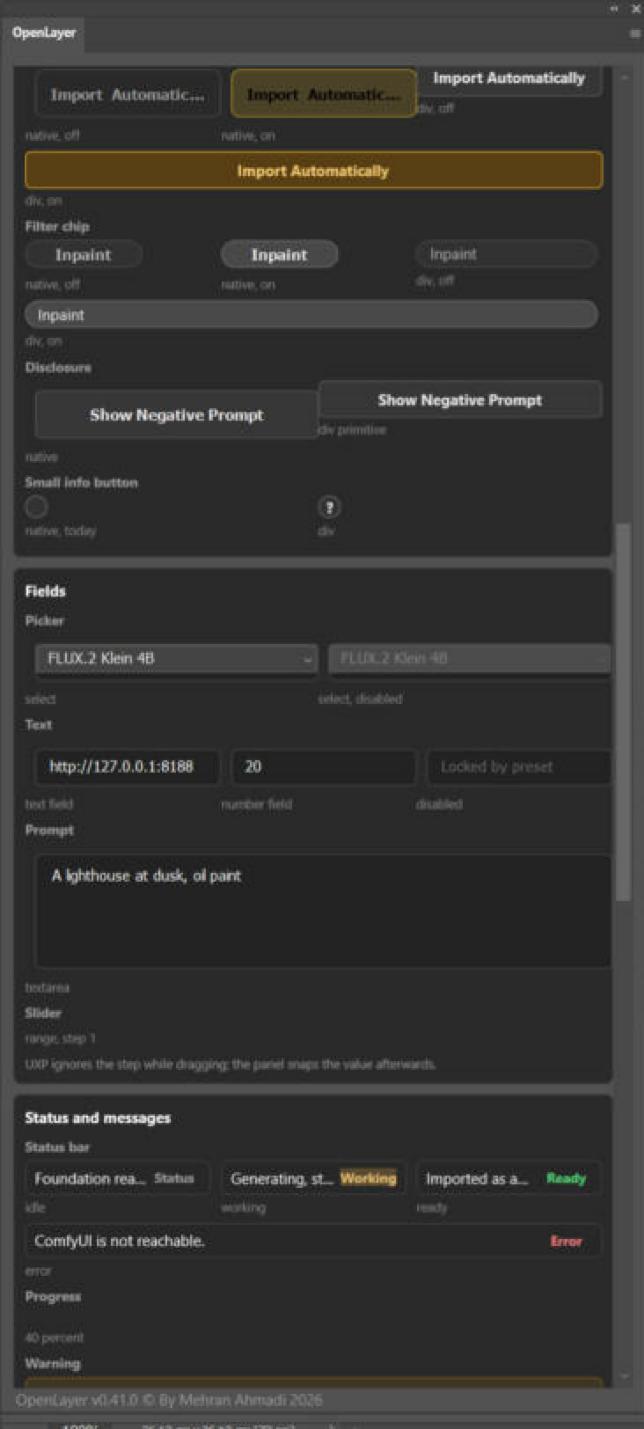 OpenLayer
Import Automatic... Import Automatic... Import Automatically
div, off
native, off native, on
Import Automatically
div, on
Filter chip
Inpaint Inpaint Inpaint
native, off native, on div, off
Inpaint
div, on
Disclosure
Show Negative Prompt Show Negative Prompt
div primitive
native
Small info button
?
native, today div
Fields
Picker
FLUX.2 Klein 4B FLUX.2 Klein 4B
select select, disabled
Text
http://127.0.0.1:8188 20 Locked by preset
text field number field disabled
Prompt
A lighthouse at dusk, oil paint
textarea
Slider
range, step 1
UXP ignores the step while dragging; the panel snaps the value afterwards.
Status and messages
Status bar
Foundation rea... Status Generating, st... Working Imported as a... Ready
idle working ready
ComfyUI is not reachable. Error
error
Progress
40 percent
Warning
OpenLayer v0.41.0 © By Mehran Ahmadi 2026